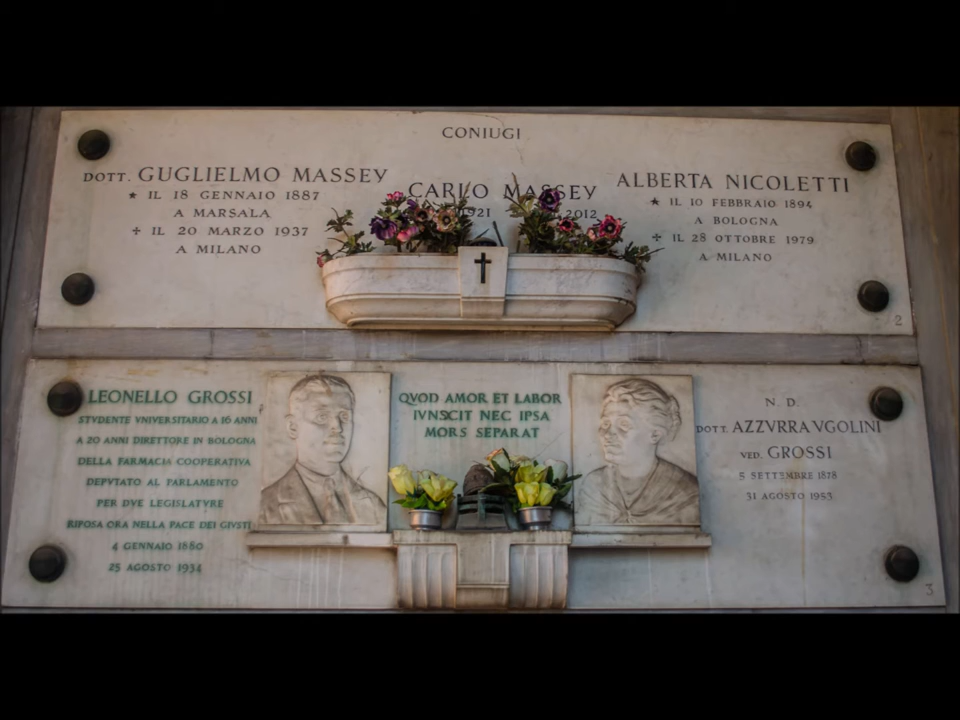 CONIUGI
DOTT. GUGLIELMO MASSEY
★ IL 18 GENNAIO 1887
A MARSALA
✝ IL 20 MARZO 1937
A MILANO
CARLO MASSEY
1921 2012
ALBERTA NICOLETTI
★ IL 10 FEBBRAIO 1894
A BOLOGNA
✝ IL 28 OTTOBRE 1979
A MILANO
2
LEONELLO GROSSI
STVDENTE VNIVERSITARIO A 16 ANNI
A 20 ANNI DIRETTORE IN BOLOGNA
DELLA FARMACIA COOPERATIVA
DEPVTATO AL PARLAMENTO
PER DVE LEGISLATVRE
RIPOSA ORA NELLA PACE DEI GIVSTI
4 GENNAIO 1880
25 AGOSTO 1934
QVOD AMOR ET LABOR
IVNSCIT NEC IPSA
MORS SEPARAT
N. D.
DOTT. AZZVRRA VGOLINI
VED. GROSSI
5 SETTEMBRE 1878
31 AGOSTO 1953
3